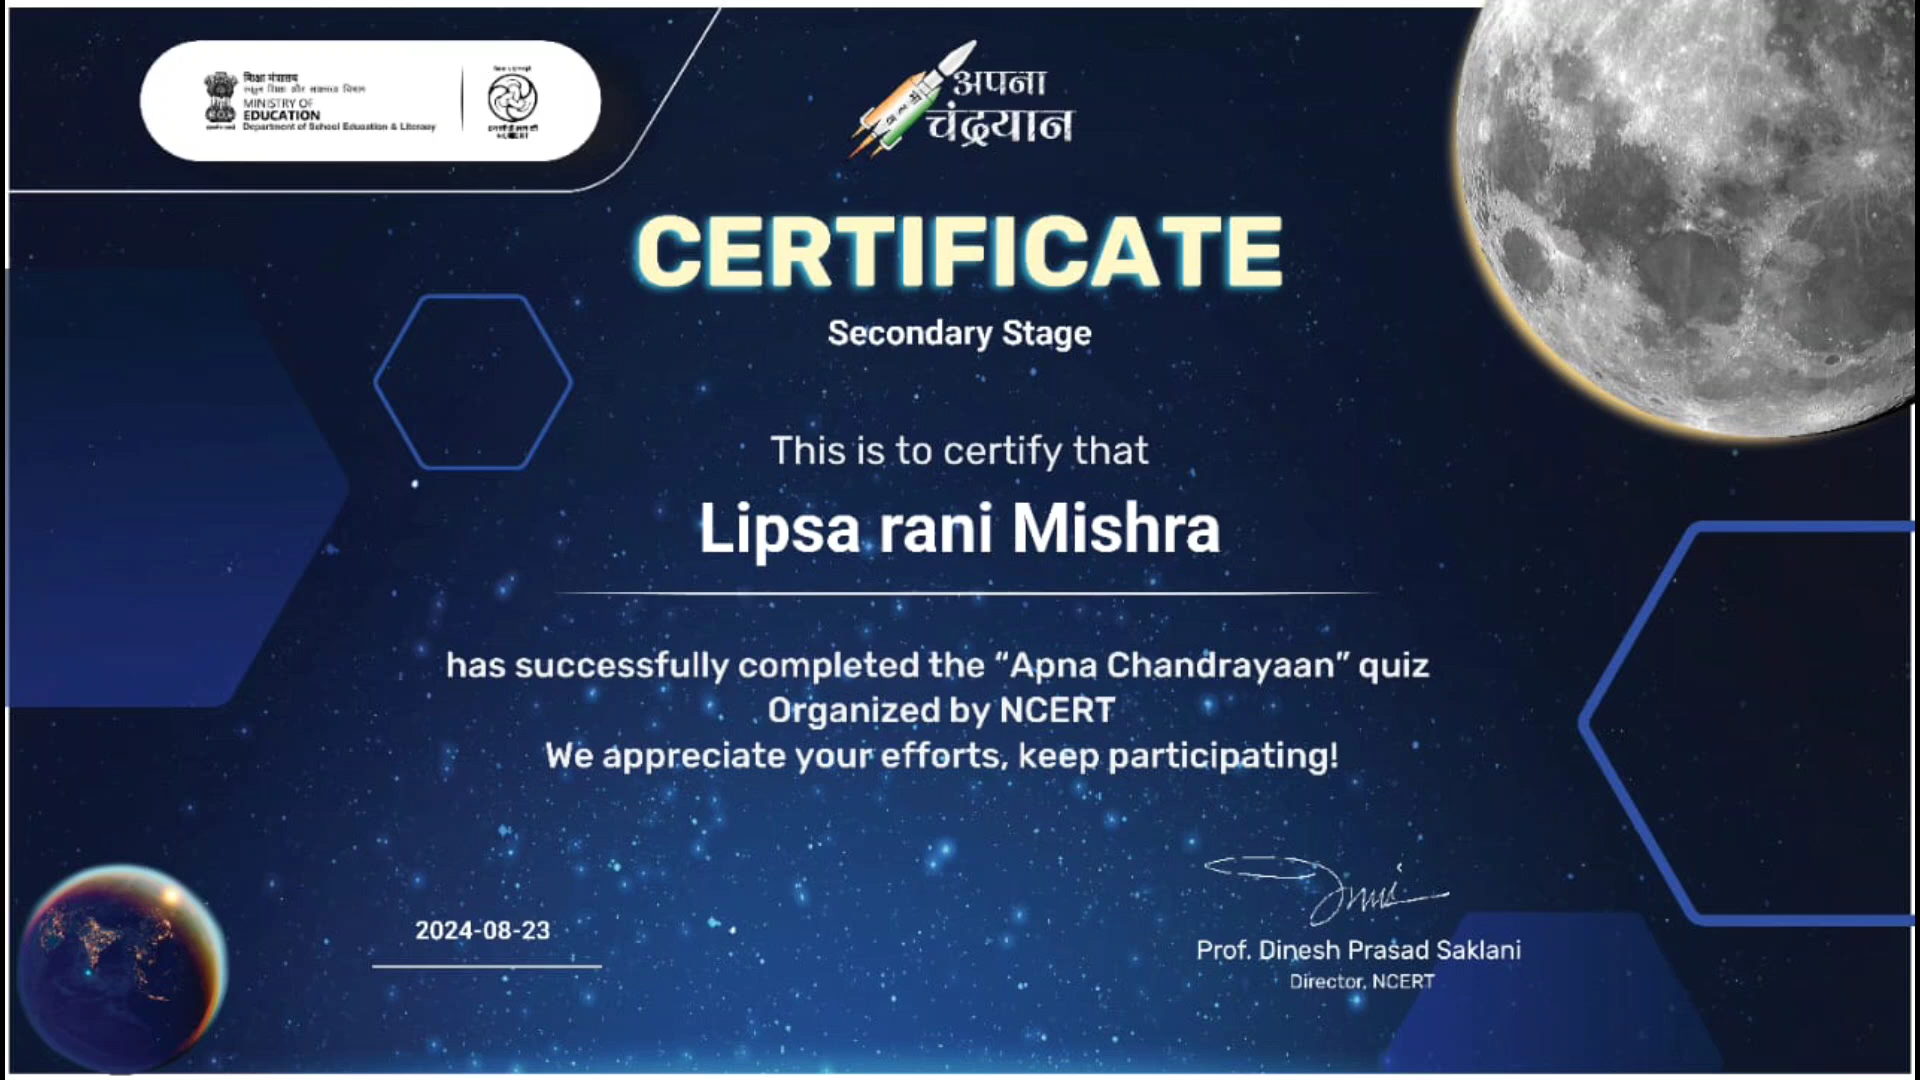 शिक्षा मंत्रालय
MINISTRY OF
EDUCATION
Department of School Education & Literacy
NCERT
अपना
चंद्रयान
CERTIFICATE
Secondary Stage
This is to certify that
Lipsa rani Mishra
has successfully completed the “Apna Chandrayaan” quiz
Organized by NCERT
We appreciate your efforts, keep participating!
2024-08-23
Prof. Dinesh Prasad Saklani
Director, NCERT